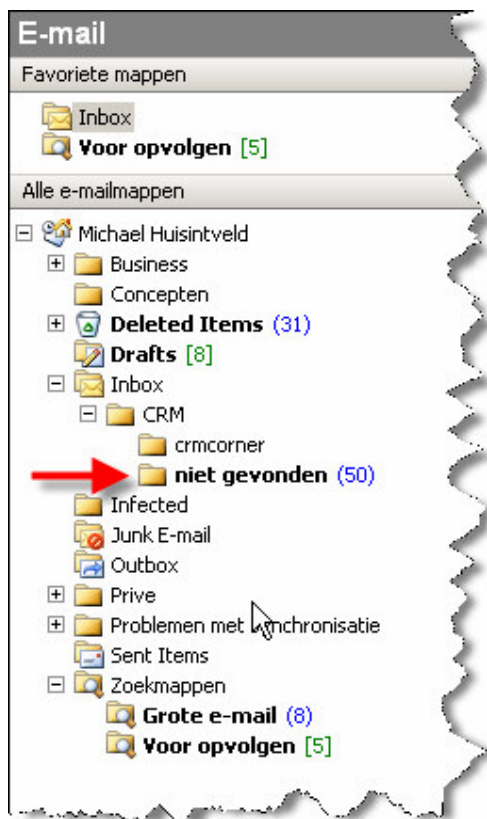 E-mail
Favoriete mappen
Inbox
Voor opvolgen [5]
Alle e-mailmappen
Michael Huisintveld
Business
Concepten
Deleted Items (31)
Drafts [8]
Inbox
CRM
crmcorner
niet gevonden (50)
Infected
Junk E-mail
Outbox
Prive
Problemen met synchronisatie
Sent Items
Zoekmappen
Grote e-mail (8)
Voor opvolgen [5]